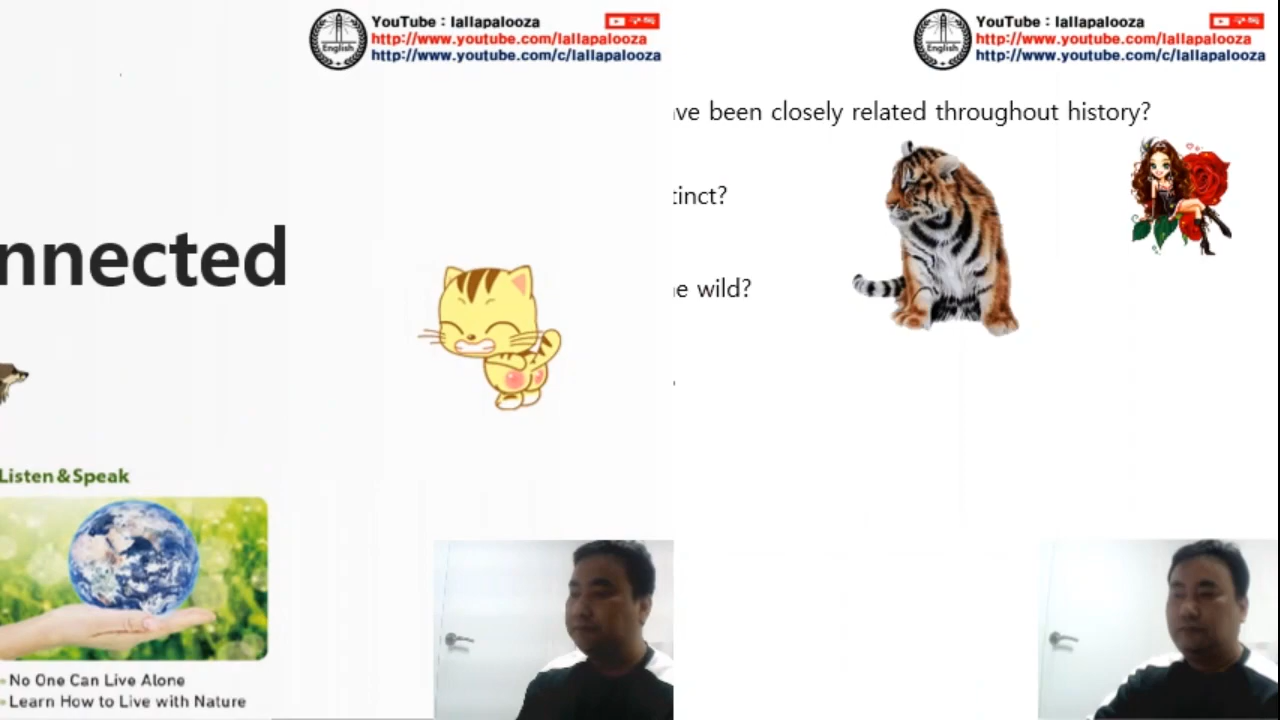 YouTube : lallapalooza
http://www.youtube.com/lallapalooza
http://www.youtube.com/c/lallapalooza
English
nnected
Listen & Speak
No One Can Live Alone
Learn How to Live with Nature
YouTube : lallapalooza
http://www.youtube.com/lallapalooza
http://www.youtube.com/c/lallapalooza
English
ve been closely related throughout history?
tinct?
e wild?